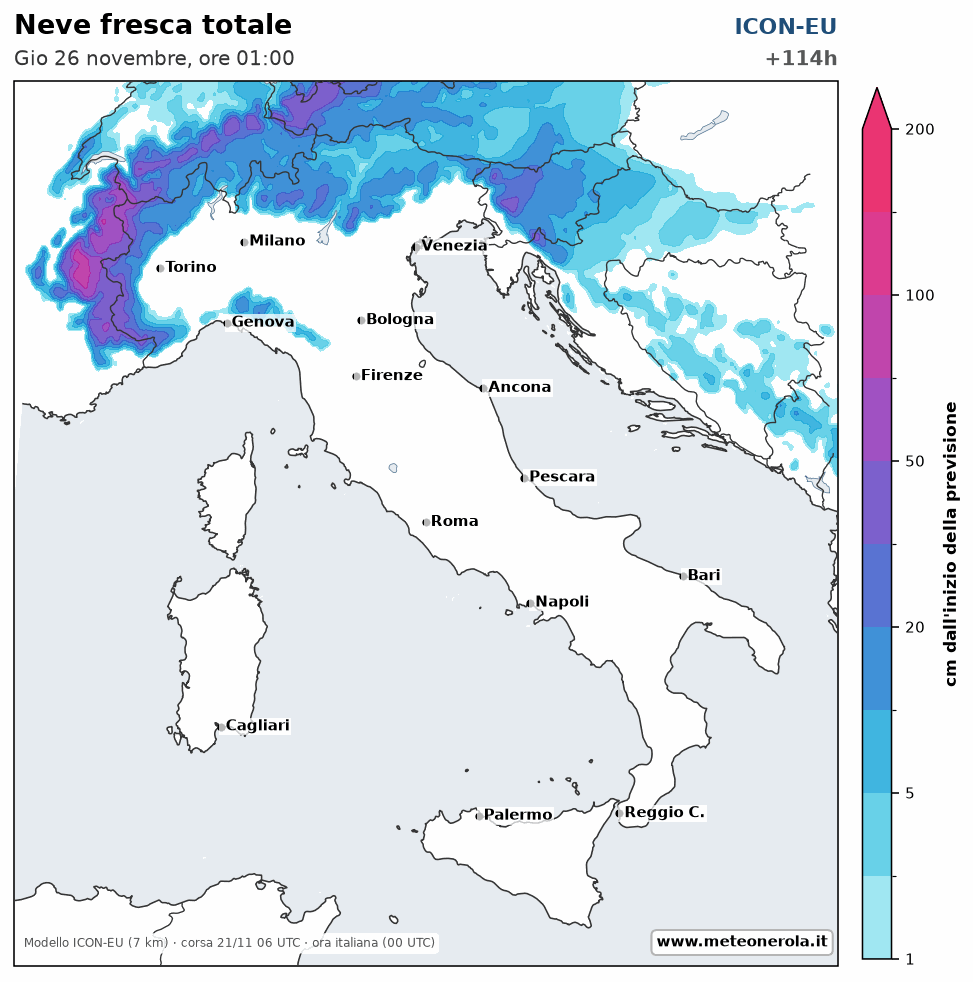 Neve fresca totale
ICON-EU
Gio 26 novembre, ore 01:00
+114h
200
100
50
20
5
1
cm dall'inizio della previsione
Milano
Venezia
Torino
Genova
Bologna
Firenze
Ancona
Pescara
Roma
Bari
Napoli
Cagliari
Palermo
Reggio C.
Modello ICON-EU (7 km) · corsa 21/11 06 UTC · ora italiana (00 UTC)
www.meteonerola.it